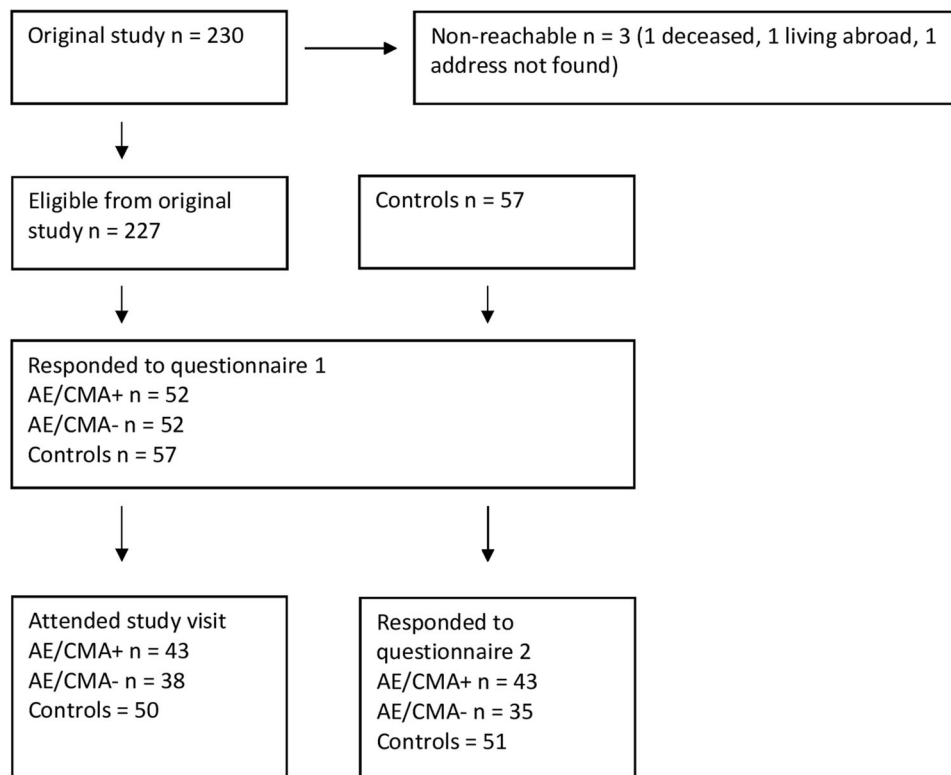 Original study n = 230
Non-reachable n = 3 (1 deceased, 1 living abroad, 1
address not found)
Eligible from original
study n = 227
Controls n = 57
Responded to questionnaire 1
AE/CMA+ n = 52
AE/CMA- n = 52
Controls n = 57
Attended study visit
AE/CMA+ n = 43
AE/CMA- n = 38
Controls = 50
Responded to
questionnaire 2
AE/CMA+ n = 43
AE/CMA- n = 35
Controls = 51